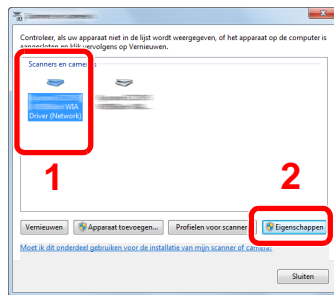 Controleer, als uw apparaat niet in de lijst wordt weergegeven, of het apparaat op de computer is
aangesloten en klik vervolgens op Vernieuwen.
Scanners en camera's
WIA
Driver (Network)
1
2
Vernieuwen
Apparaat toevoegen...
Profielen voor scanner
Eigenschappen
Moet ik dit onderdeel gebruiken voor de installatie van mijn scanner of camera?
Sluiten